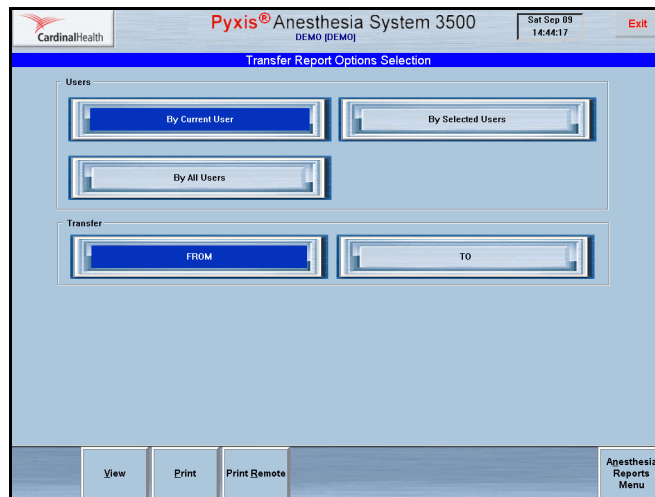 CardinalHealth
Pyxis® Anesthesia System 3500
DEMO [DEMO]
Sat Sep 09
14:44:17
Exit
Transfer Report Options Selection
Users
By Current User
By Selected Users
By All Users
Transfer
FROM
TO
View
Print
Print Remote
Anesthesia
Reports
Menu